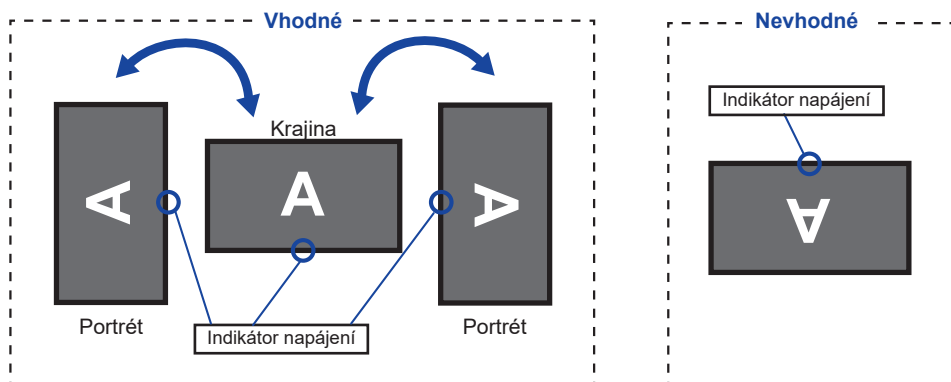 Vhodné
Krajina
A
A
A
Portrét
Portrét
Indikátor napájení
Nevhodné
Indikátor napájení
A